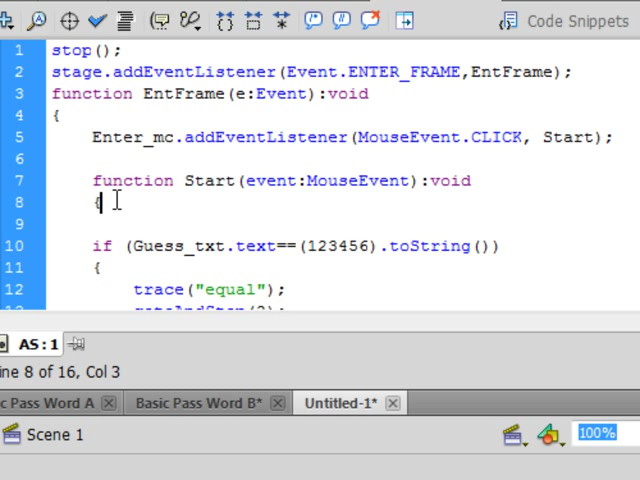 Code Snippets
1 stop();
2 stage.addEventListener(Event.ENTER_FRAME,EntFrame);
3 function EntFrame(e:Event):void
4 {
5 Enter_mc.addEventListener(MouseEvent.CLICK, Start);
6
7 function Start(event:MouseEvent):void
8 {
9
10 if (Guess_txt.text==(123456).toString())
11 {
12 trace("equal");
AS:1
ine 8 of 16, Col 3
c Pass Word A Basic Pass Word B* Untitled-1*
Scene 1 100%